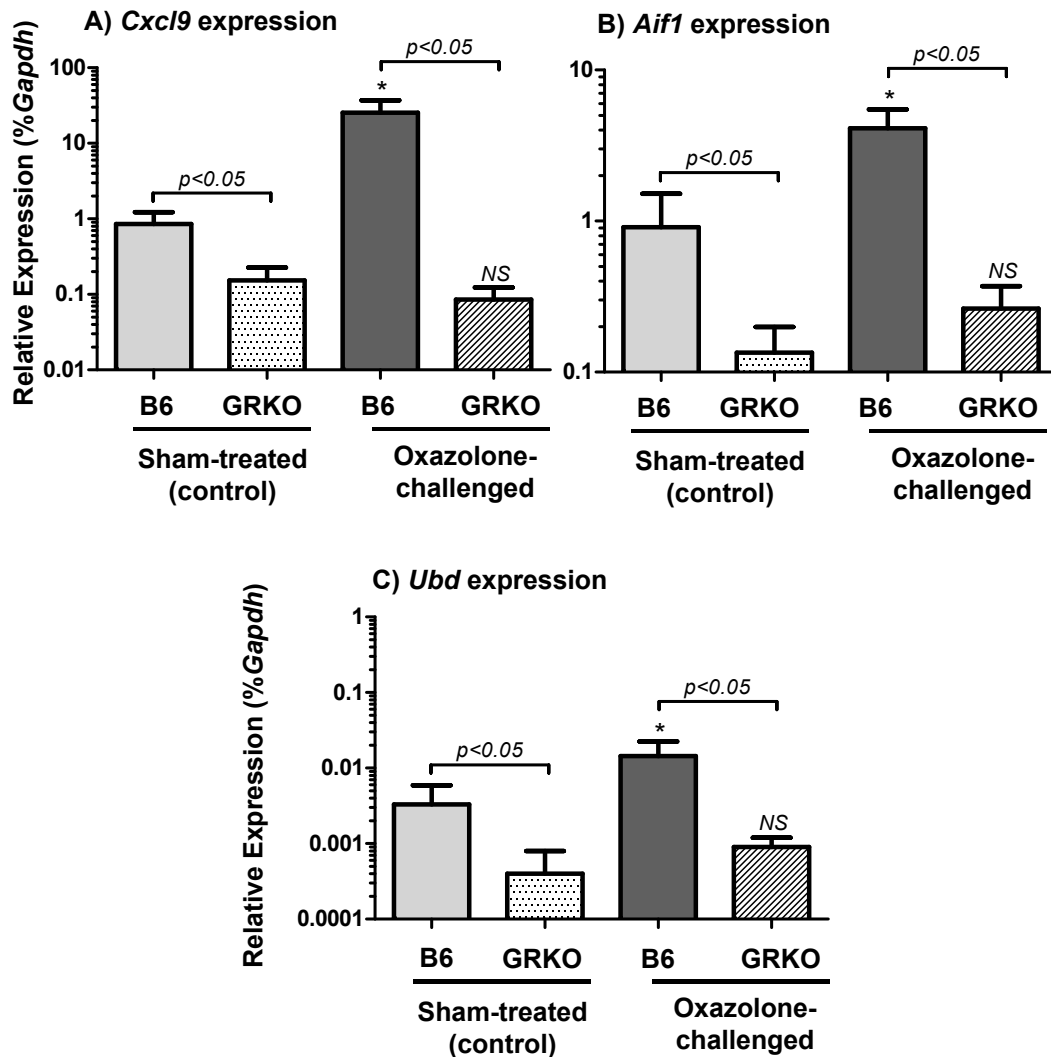 A) Cxcl9 expression
Relative Expression (%Gapdh)
100
10
1
0.1
0.01
p<0.05
p<0.05
*
NS
B6 GRKO B6 GRKO
Sham-treated
(control)
Oxazolone-
challenged
B) Aif1 expression
10
1
0.1
p<0.05
p<0.05
*
NS
B6 GRKO B6 GRKO
Sham-treated
(control)
Oxazolone-
challenged
C) Ubd expression
Relative Expression (%Gapdh)
1
0.1
0.01
0.001
0.0001
p<0.05
p<0.05
*
NS
B6 GRKO B6 GRKO
Sham-treated
(control)
Oxazolone-
challenged